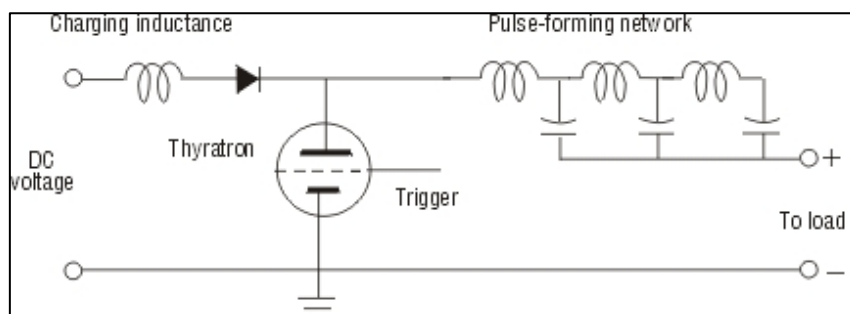 Charging inductance
Pulse-forming network
Thyratron
DC
voltage
Trigger
+
To load
−